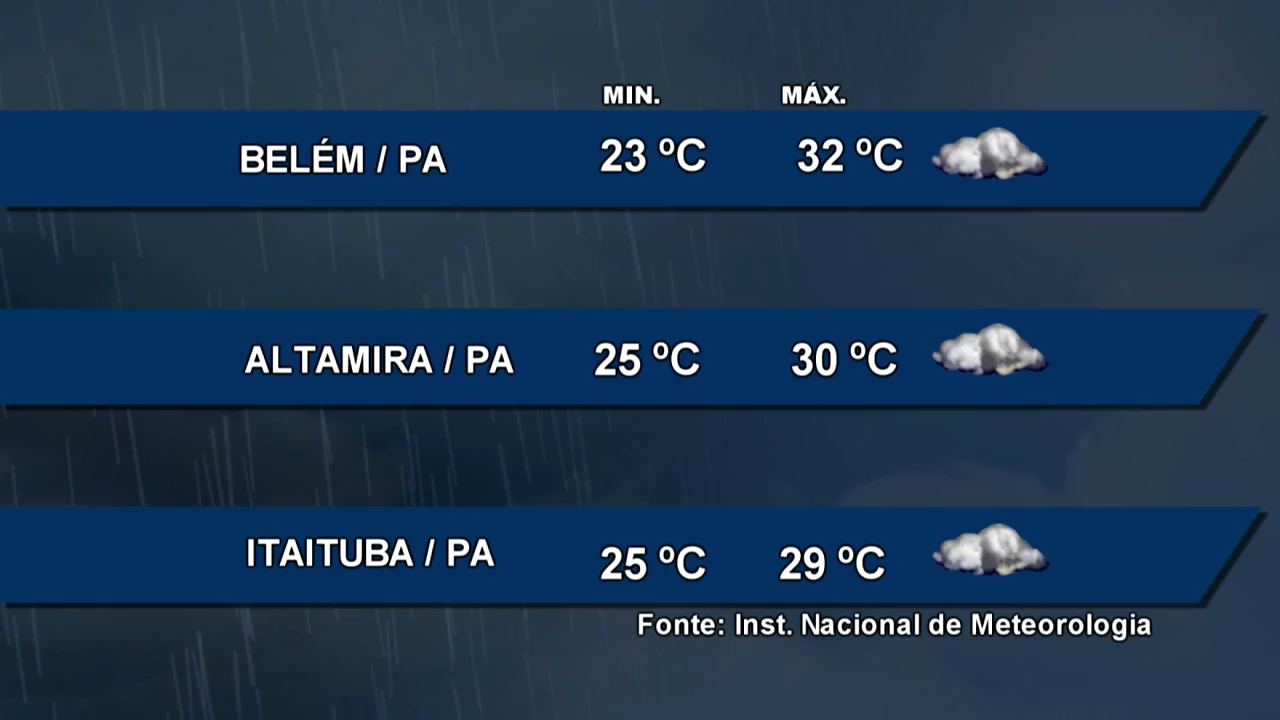 MIN. MÁX.
BELÉM / PA 23 ºC 32 ºC
ALTAMIRA / PA 25 ºC 30 ºC
ITAITUBA / PA 25 ºC 29 ºC
Fonte: Inst. Nacional de Meteorologia